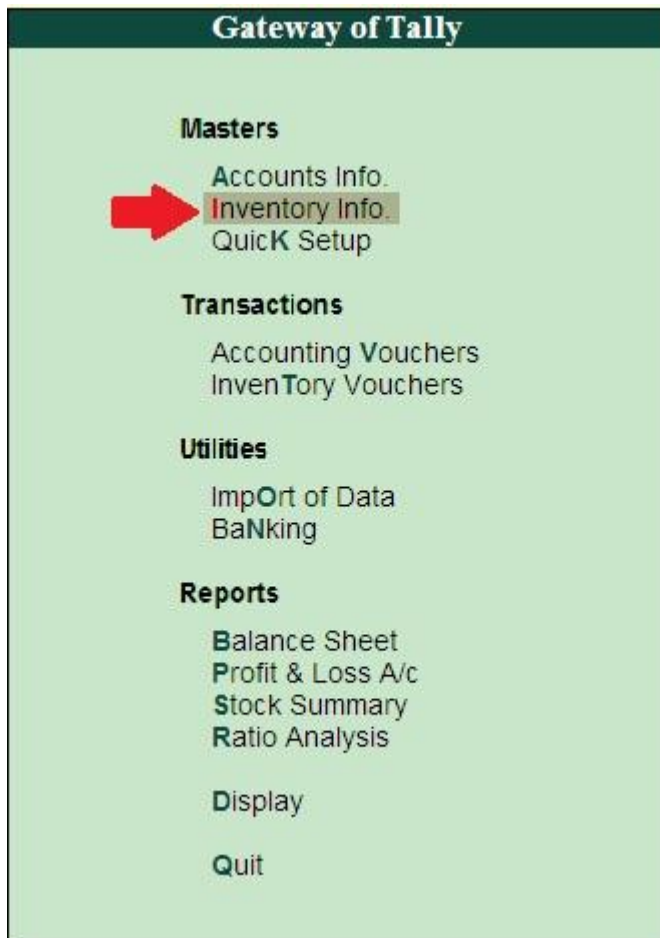 Gateway of Tally
Masters
Accounts Info.
Inventory Info.
QuicK Setup
Transactions
Accounting Vouchers
InvenTory Vouchers
Utilities
ImpOrt of Data
BaNking
Reports
Balance Sheet
Profit & Loss A/c
Stock Summary
Ratio Analysis
Display
Quit